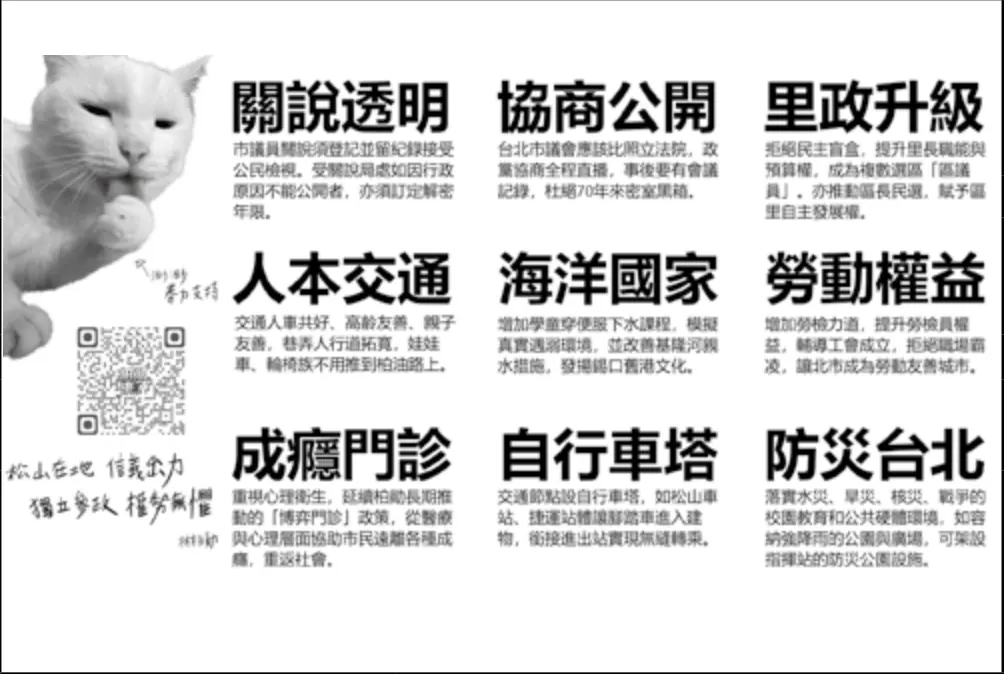 關說透明
市議員關說須登記並留紀錄接受
公民檢視。受關說局處如因行政
原因不能公開者，亦須訂定解密
年限。
協商公開
台北市議會應該比照立法院，政
黨協商全程直播，事後要有會議
記錄，杜絕70年來密室黑箱。
里政升級
拒絕民主盲盒，提升里長職能與
預算權，成為複數選區「區議
員」。亦推動區長民選，賦予區
里自主發展權。
人本交通
交通人車共好、高齡友善、親子
友善，巷弄人行道拓寬，娃娃
車、輪椅族不用推到柏油路上。
海洋國家
增加學童穿便服下水課程，模擬
真實遇溺環境，並改善基隆河親
水措施，發揚錫口舊港文化。
勞動權益
增加勞檢力道，提升勞檢員權
益，輔導工會成立，拒絕職場霸
凌，讓北市成為勞動友善城市。
成癮門診
重視心理衛生，延續柏勛長期推
動的「博弈門診」政策，從醫療
與心理層面協助市民遠離各種成
癮，重返社會。
自行車塔
交通節點設自行車塔，如松山車
站、捷運站體讓腳踏車進入建
物，銜接進出站實現無縫轉乘。
防災台北
落實水災、旱災、核災、戰爭的
校園教育和公共硬體環境，如容
納強降雨的公園與廣場，可架設
指揮站的防災公園設施。
支持
松山在地 信義出力
獨立參政 權勞無懼